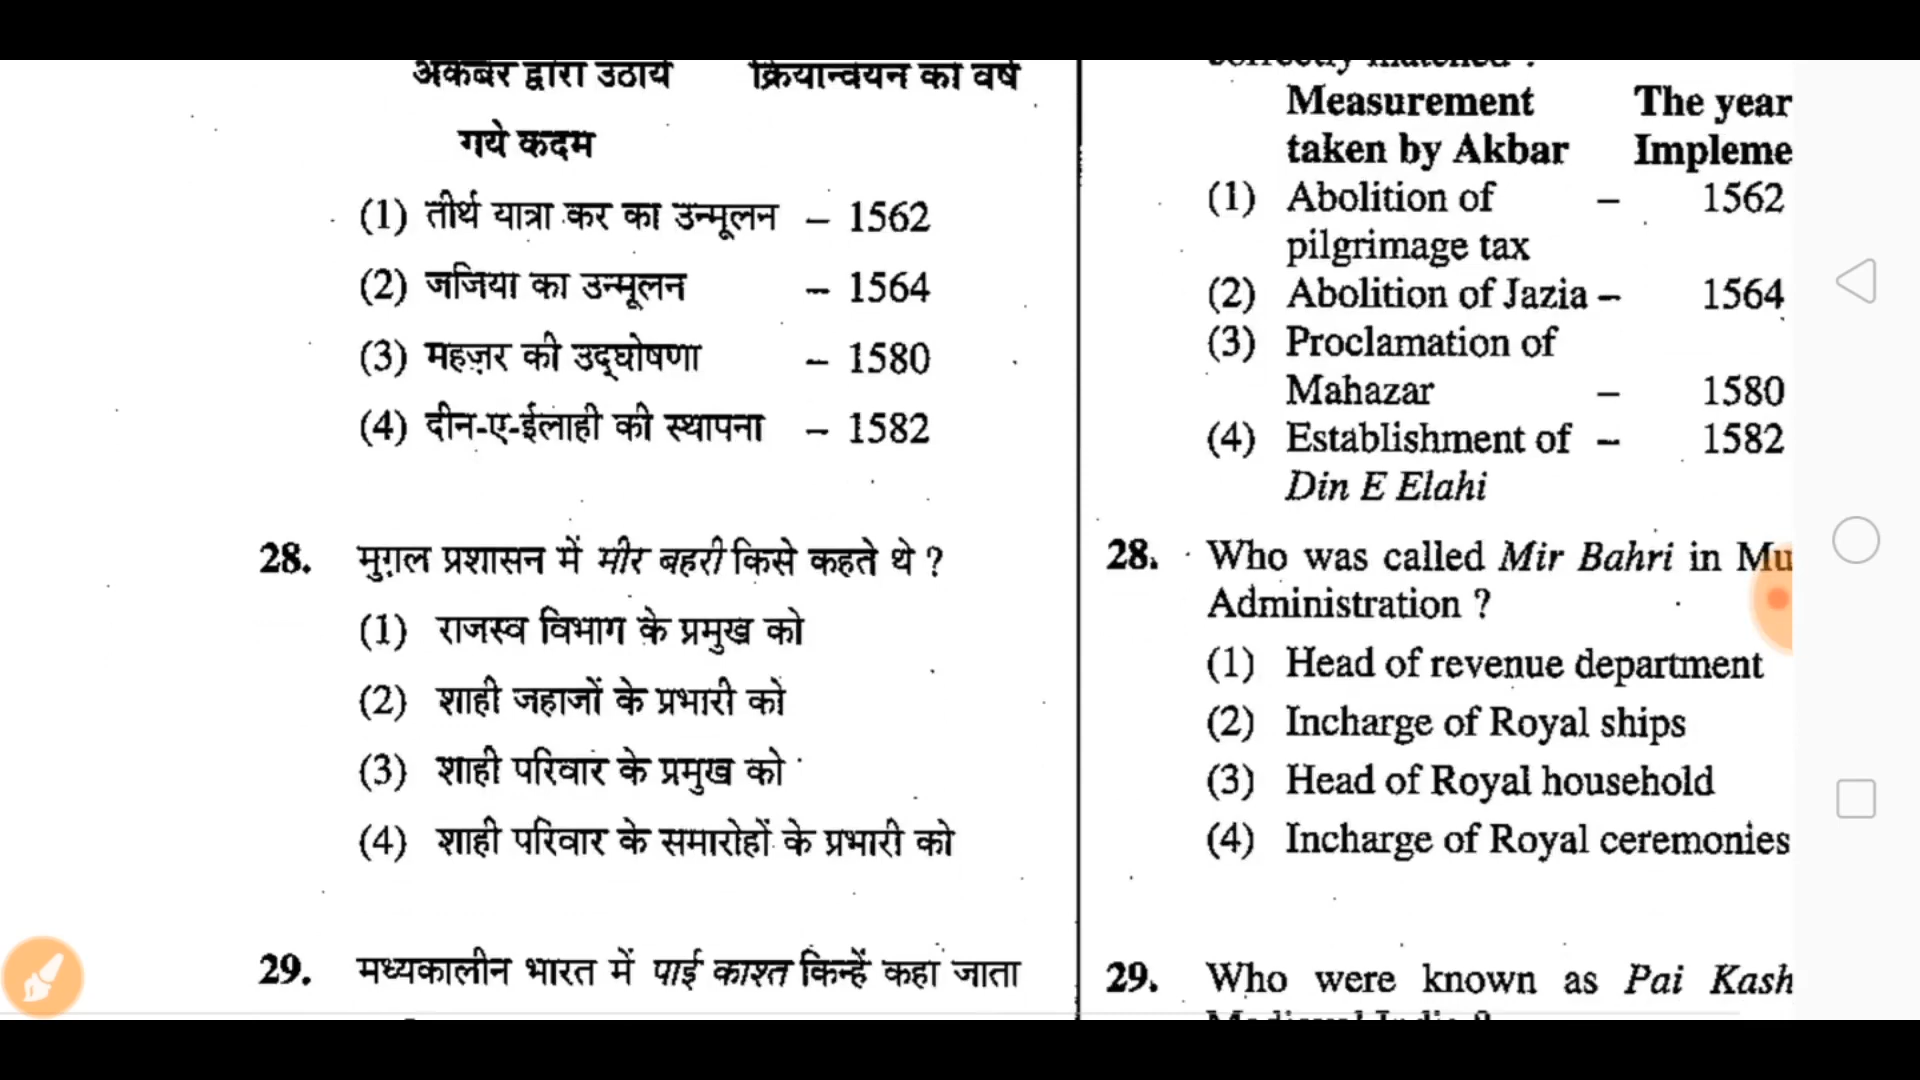 अकबर द्वारा उठाये क्रियान्वयन का वर्ष
गये कदम
(1) तीर्थ यात्रा कर का उन्मूलन – 1562
(2) जजिया का उन्मूलन – 1564
(3) महज़र की उद्घोषणा – 1580
(4) दीन-ए-ईलाही की स्थापना – 1582
28. मुग़ल प्रशासन में मीर बहरी किसे कहते थे ?
(1) राजस्व विभाग के प्रमुख को
(2) शाही जहाजों के प्रभारी को
(3) शाही परिवार के प्रमुख को
(4) शाही परिवार के समारोहों के प्रभारी को
29. मध्यकालीन भारत में पाई काश्त किन्हें कहा जाता
correctly matched ?
Measurement The year
taken by Akbar Impleme
(1) Abolition of – 1562
pilgrimage tax
(2) Abolition of Jazia – 1564
(3) Proclamation of
Mahazar – 1580
(4) Establishment of – 1582
Din E Elahi
28. Who was called Mir Bahri in Mu
Administration ?
(1) Head of revenue department
(2) Incharge of Royal ships
(3) Head of Royal household
(4) Incharge of Royal ceremonies
29. Who were known as Pai Kash
Medieval India ?